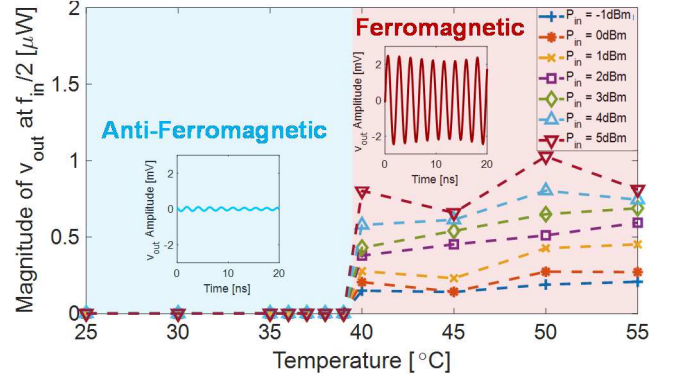 Magnitude of v_out at f_in/2 [μW]
2
1.5
1
0.5
0
25
30
35
40
45
50
55
Temperature [°C]
Anti-Ferromagnetic
Ferromagnetic
v_out Amplitude [mV]
2
0
-2
0
10
20
Time [ns]
v_out Amplitude [mV]
2
0
-2
0
10
20
Time [ns]
P_in = -1dBm
P_in = 0dBm
P_in = 1dBm
P_in = 2dBm
P_in = 3dBm
P_in = 4dBm
P_in = 5dBm